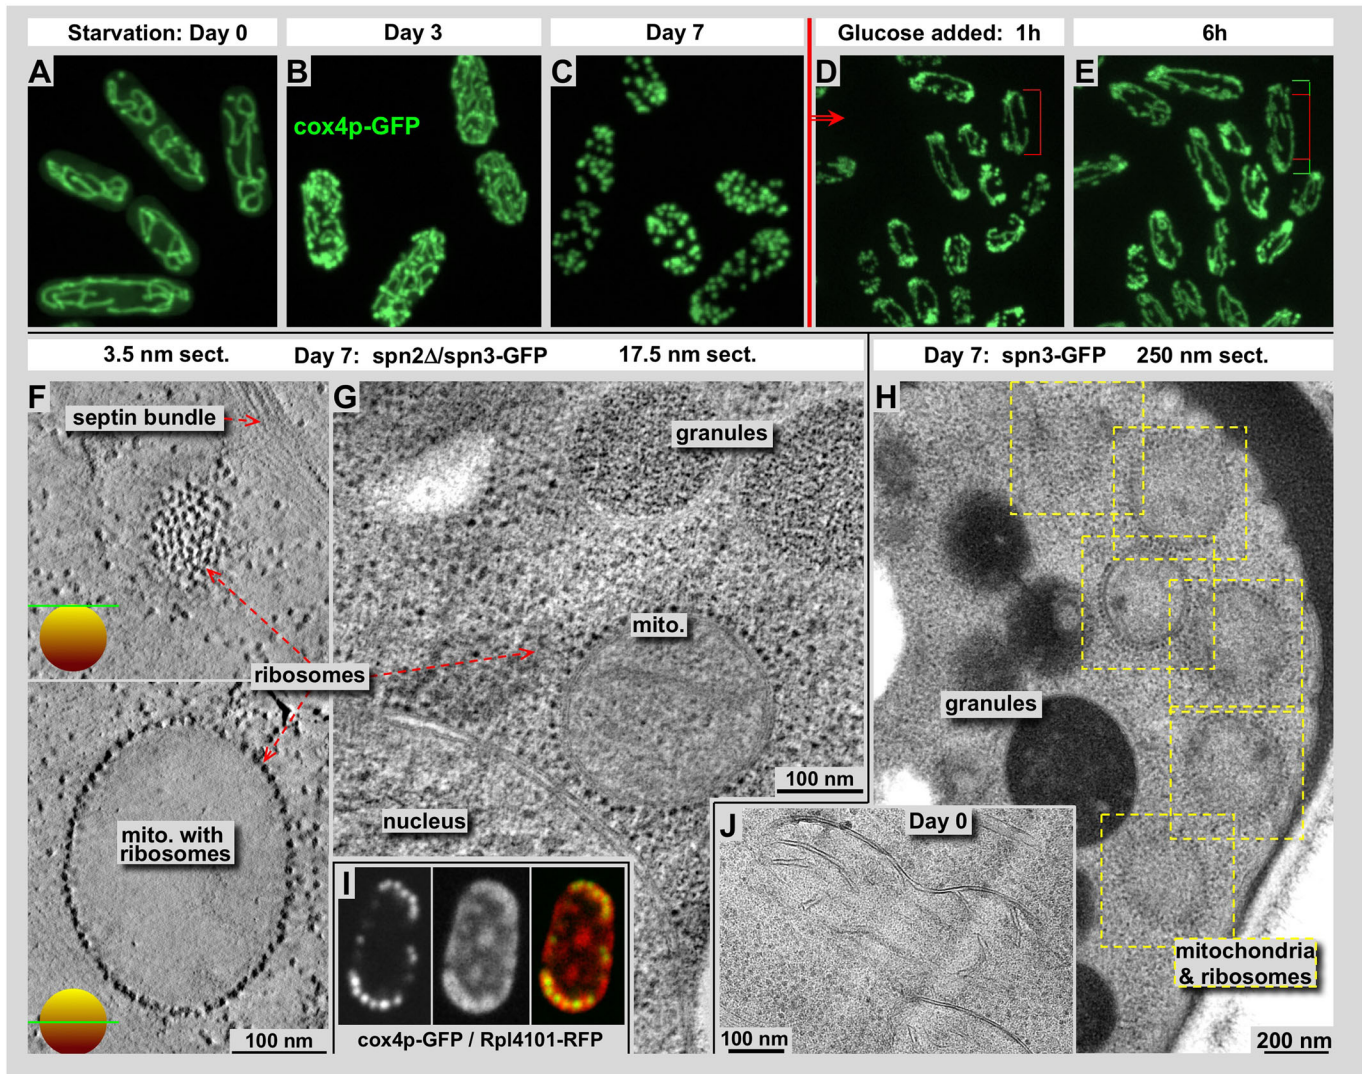 Starvation: Day 0
Day 3
Day 7
Glucose added: 1h
6h
A
B
C
D
E
cox4p-GFP
3.5 nm sect.
Day 7: spn2Δ/spn3-GFP
17.5 nm sect.
Day 7: spn3-GFP
250 nm sect.
F
G
H
septin bundle
granules
mito.
ribosomes
granules
100 nm
nucleus
mito. with
ribosomes
J
Day 0
I
mitochondria
& ribosomes
100 nm
cox4p-GFP / Rpl4101-RFP
100 nm
200 nm